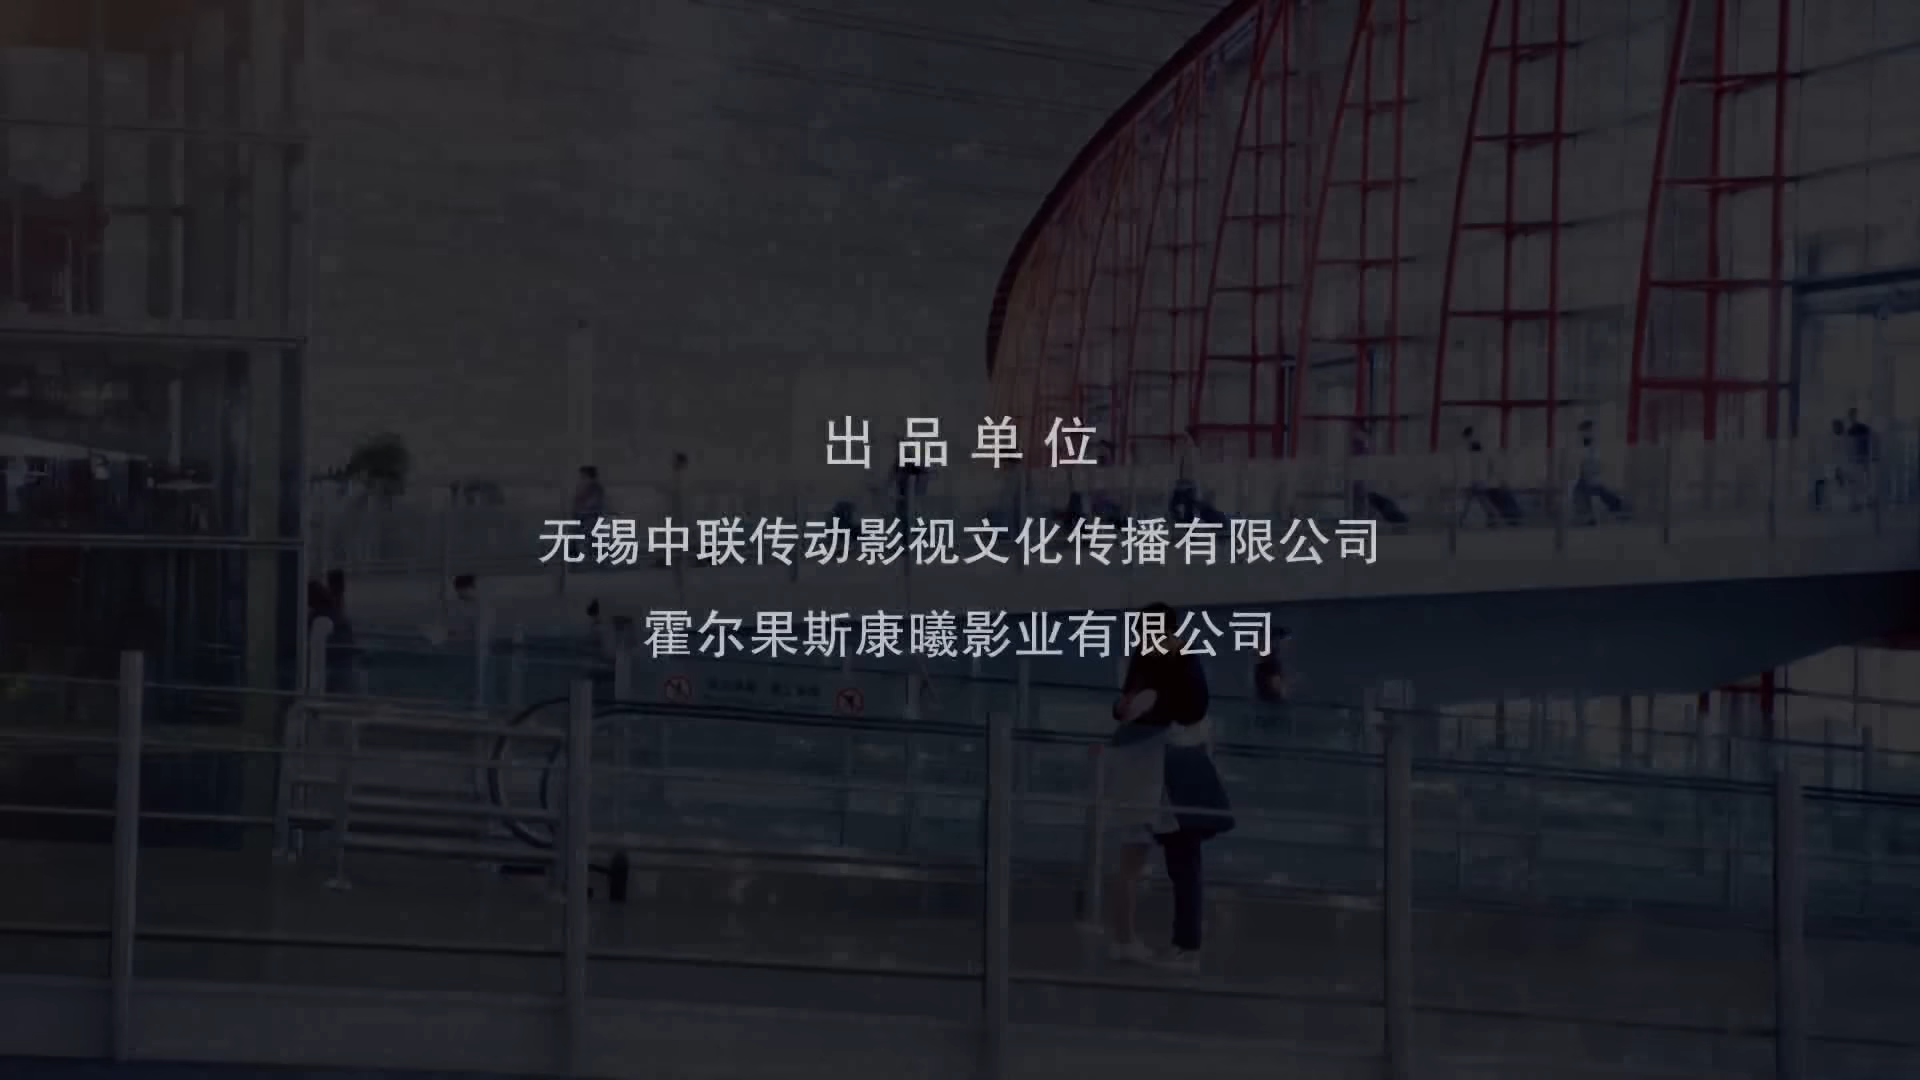 出品单位
无锡中联传动影视文化传播有限公司
霍尔果斯康曦影业有限公司